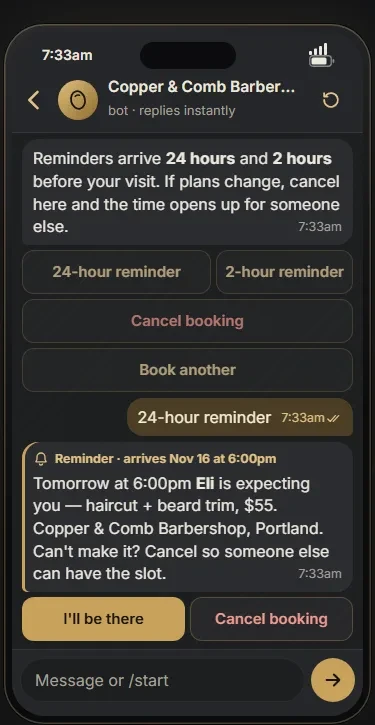 7:33am
Copper & Comb Barber...
bot · replies instantly
Reminders arrive 24 hours and 2 hours
before your visit. If plans change, cancel
here and the time opens up for someone
else.
7:33am
24-hour reminder
2-hour reminder
Cancel booking
Book another
24-hour reminder 7:33am
Reminder · arrives Nov 16 at 6:00pm
Tomorrow at 6:00pm Eli is expecting
you — haircut + beard trim, $55.
Copper & Comb Barbershop, Portland.
Can't make it? Cancel so someone else
can have the slot.
7:33am
I'll be there
Cancel booking
Message or /start